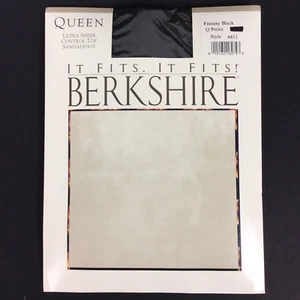 QUEEN
ULTRA SHEER
CONTROL TOP
SANDALFOOT
Fantasy Black
Q/Petite
Style 4411
IT FITS. IT FITS!
BERKSHIRE